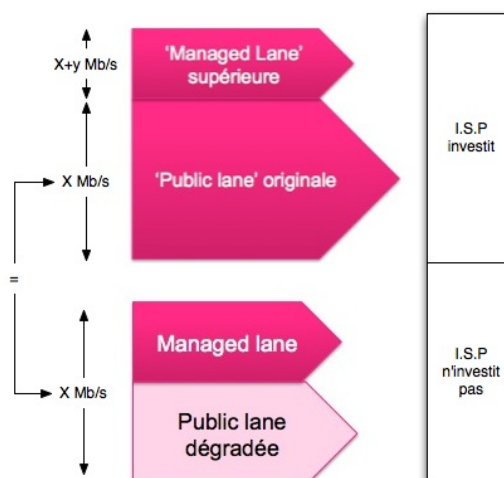 X+y Mb/s
'Managed Lane'
supérieure
I.S.P
investit
X Mb/s
'Public lane' originale
=
Managed lane
I.S.P
n'investit
pas
X Mb/s
Public lane
dégradée